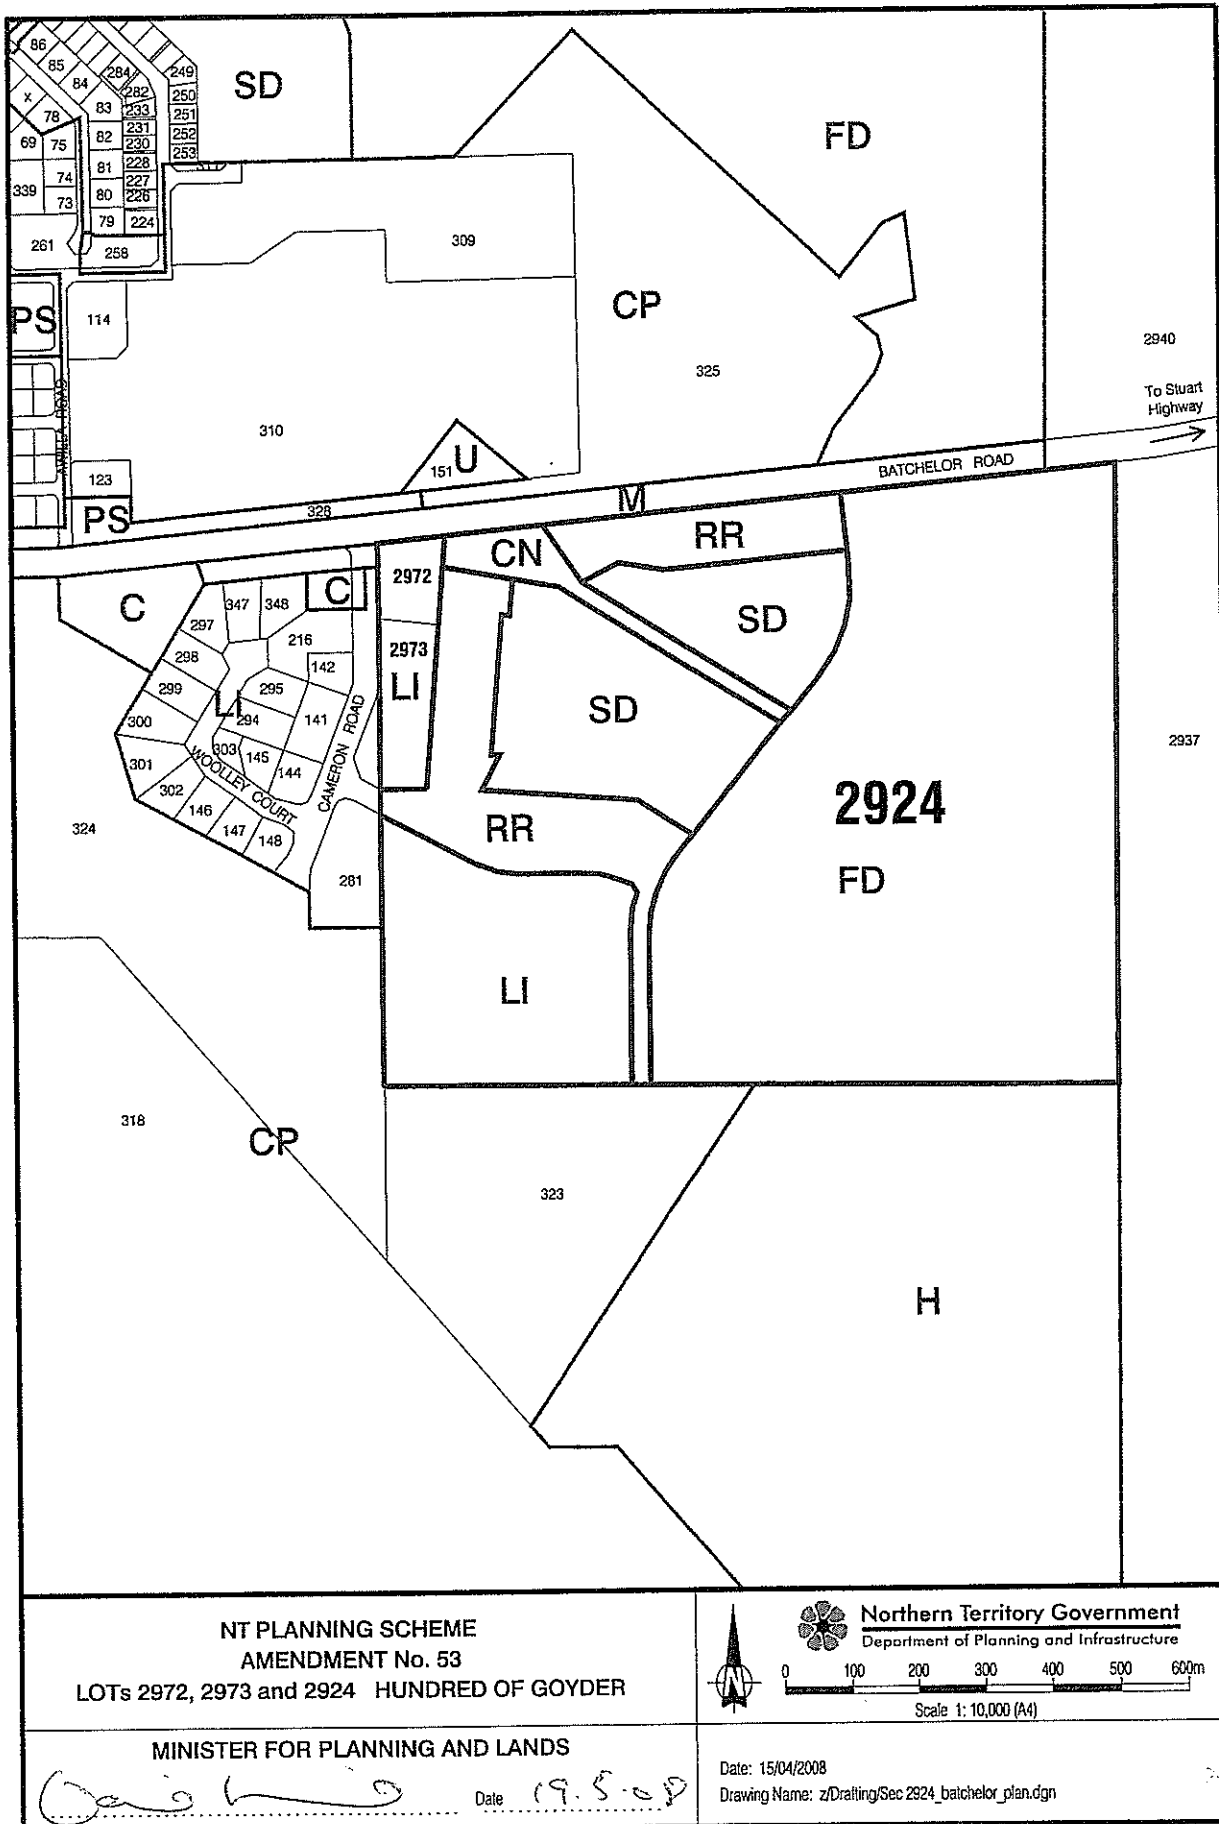 86
85
84
284
249
SD
282
250
x
78
83
233
251
FD
69
75
82
231
252
230
253
81
228
74
227
339
80
226
73
79
224
261
258
309
PS
114
CP
325
2940
To Stuart
Highway
310
151
U
123
BATCHELOR ROAD
328
M
PS
RR
CN
2972
C
C
347
348
297
SD
216
2973
298
142
LI
299
295
LI
SD
300
294
141
303
145
2937
301
144
WOOLLEY COURT
CAMERON ROAD
302
146
2924
147
148
RR
324
281
FD
LI
318
CP
323
H
NT PLANNING SCHEME
AMENDMENT No. 53
LOTs 2972, 2973 and 2924 HUNDRED OF GOYDER
Northern Territory Government
Department of Planning and Infrastructure
N
0 100 200 300 400 500 600m
Scale 1: 10,000 (A4)
MINISTER FOR PLANNING AND LANDS
Date 19.5.08
Date: 15/04/2008
Drawing Name: z/Drafting/Sec 2924_batchelor_plan.dgn